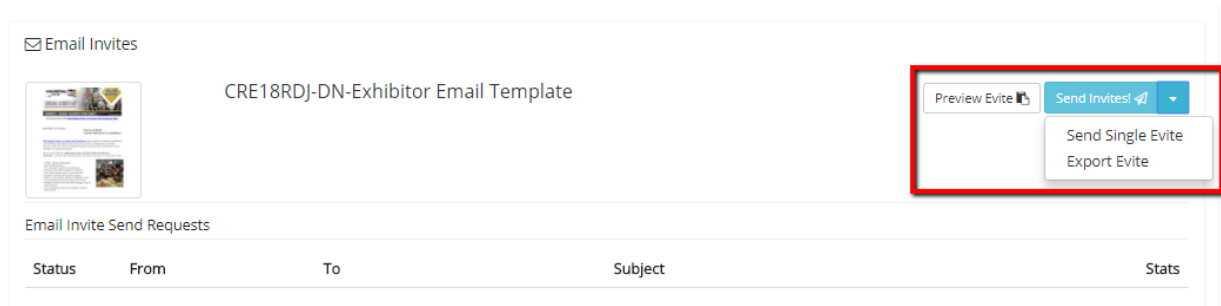 Email Invites
CRE18RDJ-DN-Exhibitor Email Template
Preview Evite
Send Invites!
Send Single Evite
Export Evite
Email Invite Send Requests
Status From To Subject Stats